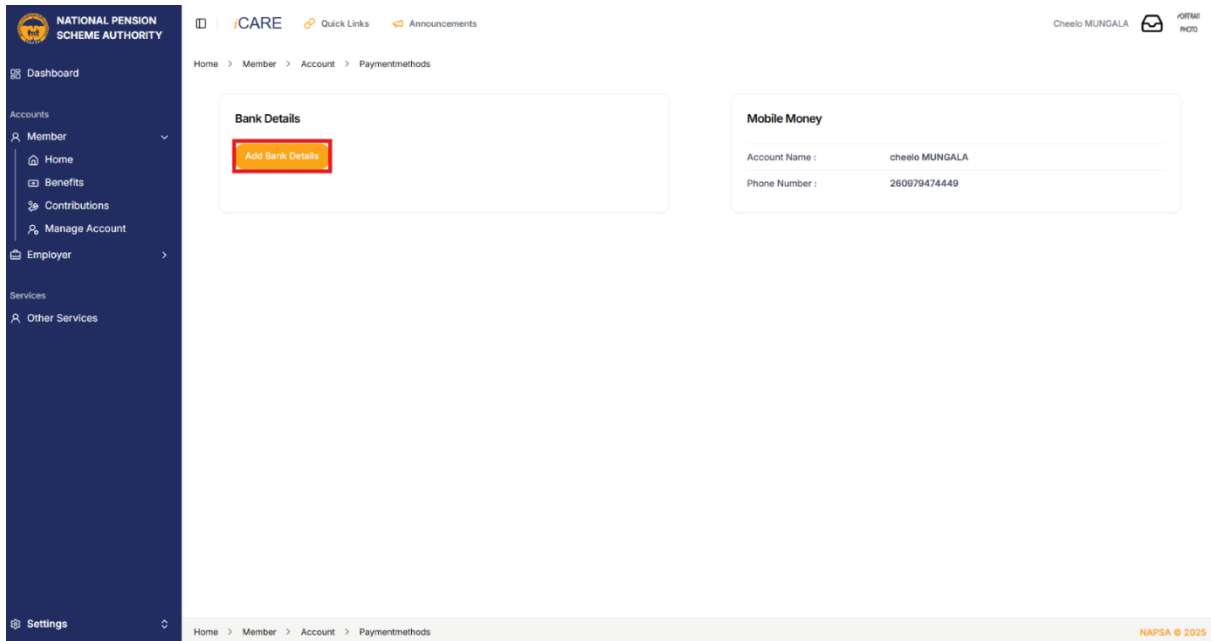 NATIONAL PENSION
SCHEME AUTHORITY
Dashboard
Accounts
Member
Home
Benefits
Contributions
Manage Account
Employer
Services
Other Services
Settings
iCARE Quick Links Announcements
Cheelo MUNGALA
PHOTO
Home > Member > Account > Paymentmethods
Bank Details
Add Bank Details
Mobile Money
Account Name : cheelo MUNGALA
Phone Number : 260979474449
Home > Member > Account > Paymentmethods
NAPSA © 2025